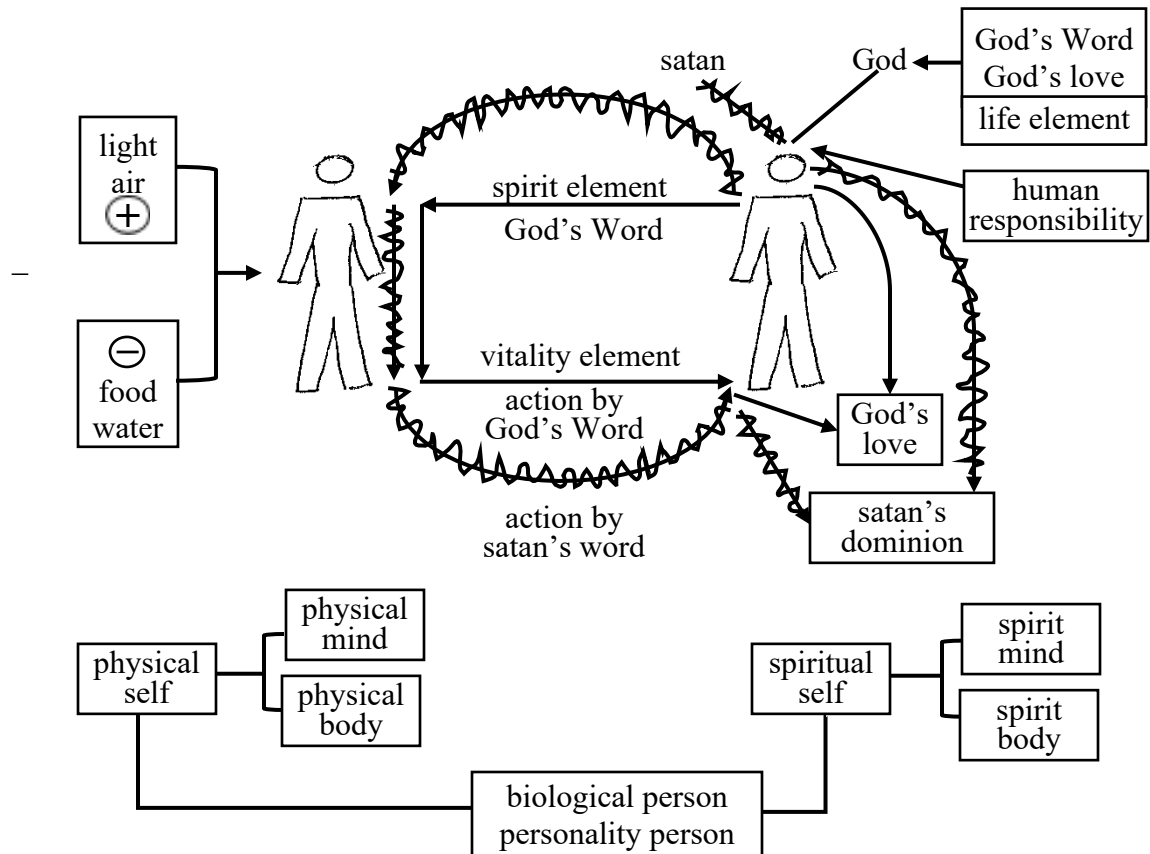 satan
God
God’s Word
God’s love
life element
light
air
+
human
responsibility
spirit element
God’s Word
–
−
food
water
vitality element
action by
God’s Word
God’s
love
action by
satan’s word
satan’s
dominion
physical
self
physical
mind
physical
body
spiritual
self
spirit
mind
spirit
body
biological person
personality person